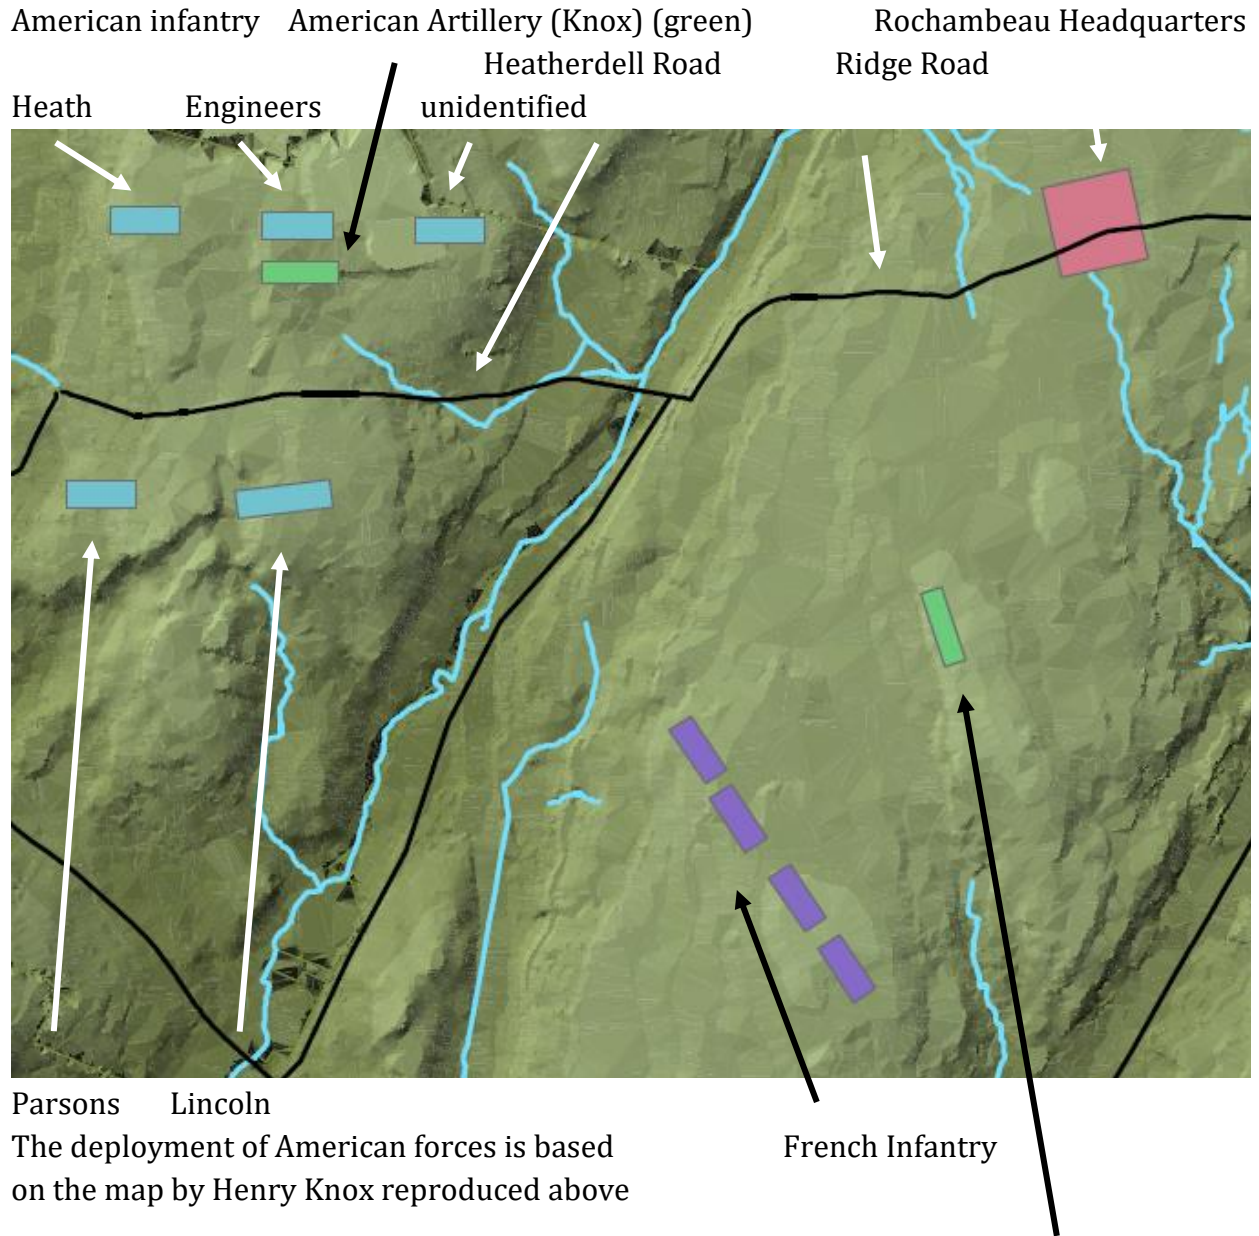 American infantry American Artillery (Knox) (green) Rochambeau Headquarters
Heatherdell Road Ridge Road
Heath Engineers unidentified
Parsons Lincoln
The deployment of American forces is based French Infantry
on the map by Henry Knox reproduced above